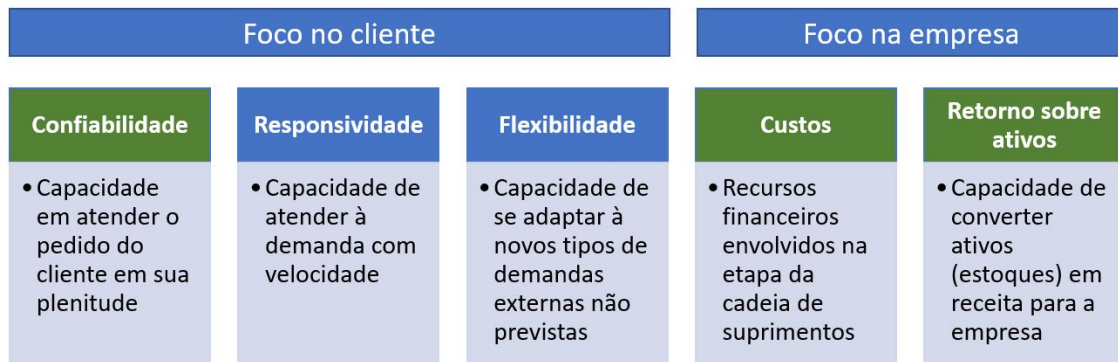 Foco no cliente
Foco na empresa
Confiabilidade
• Capacidade
em atender o
pedido do
cliente em sua
plenitude
Responsividade
• Capacidade de
atender à
demanda com
velocidade
Flexibilidade
• Capacidade de
se adaptar à
novos tipos de
demandas
externas não
previstas
Custos
• Recursos
financeiros
envolvidos na
etapa da
cadeia de
suprimentos
Retorno sobre
ativos
• Capacidade de
converter
ativos
(estoques) em
receita para a
empresa